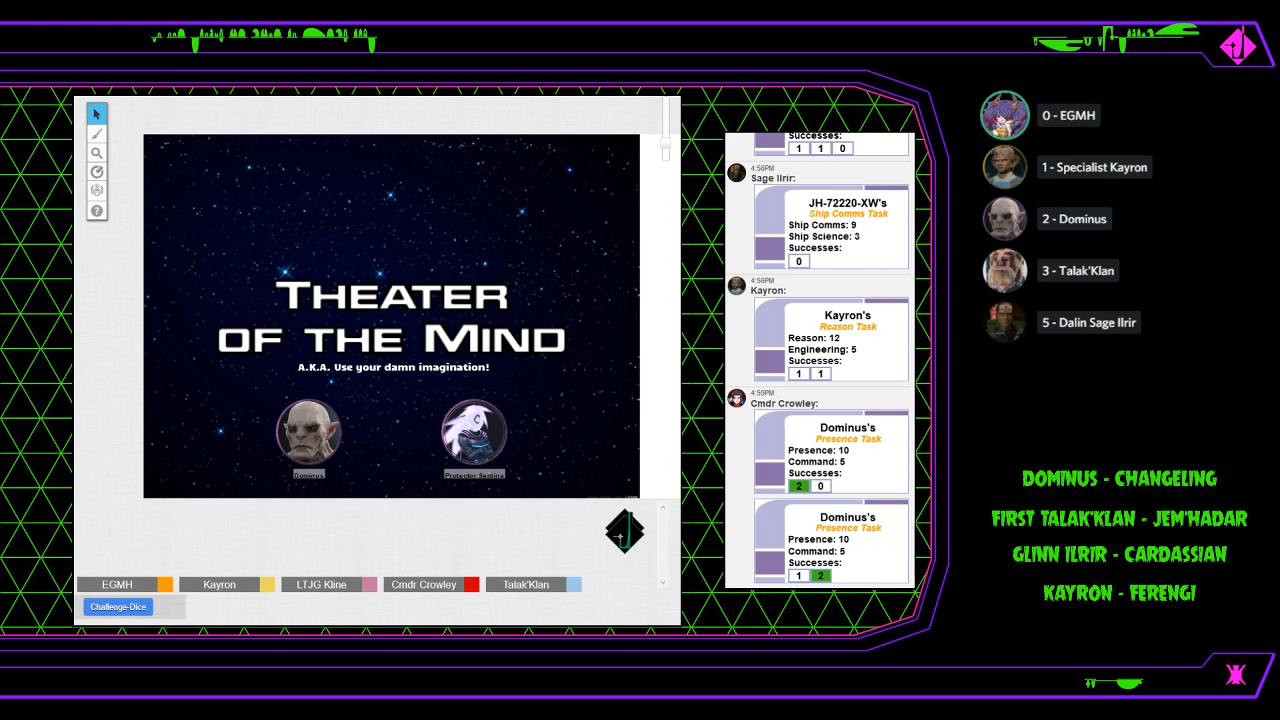 THEATER
OF THE MIND
A.K.A. Use your damn imagination!
Dominus
Protector Sentina
EGMH
Kayron
LTJG Kline
Cmdr Crowley
Talak'Klan
Challenge-Dice
Successes:
1 1 0
4:56PM
Sage Ilrir:
JH-72220-XW's
Ship Comms Task
Ship Comms: 9
Ship Science: 3
Successes:
0
4:56PM
Kayron:
Kayron's
Reason Task
Reason: 12
Engineering: 5
Successes:
1 1
4:59PM
Cmdr Crowley:
Dominus's
Presence Task
Presence: 10
Command: 5
Successes:
2 0
Dominus's
Presence Task
Presence: 10
Command: 5
Successes:
1 2
0 - EGMH
1 - Specialist Kayron
2 - Dominus
3 - Talak'Klan
5 - Dalin Sage Ilrir
DOMINUS - CHANGELING
FIRST TALAK'KLAN - JEM'HADAR
GLINN ILRIR - CARDASSIAN
KAYRON - FERENGI